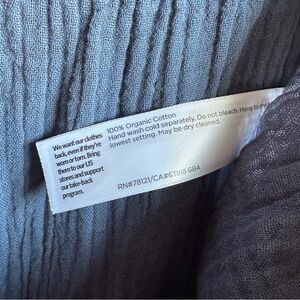 We want our clothes
back, even if they're
worn or torn. Bring
them to our US
stores and support
our take-back
program.
100% Organic Cotton
Hand wash cold separately. Do not bleach. Hang to dry
lowest setting. May be dry cleaned.
RN#78121/CA#63918 GBA